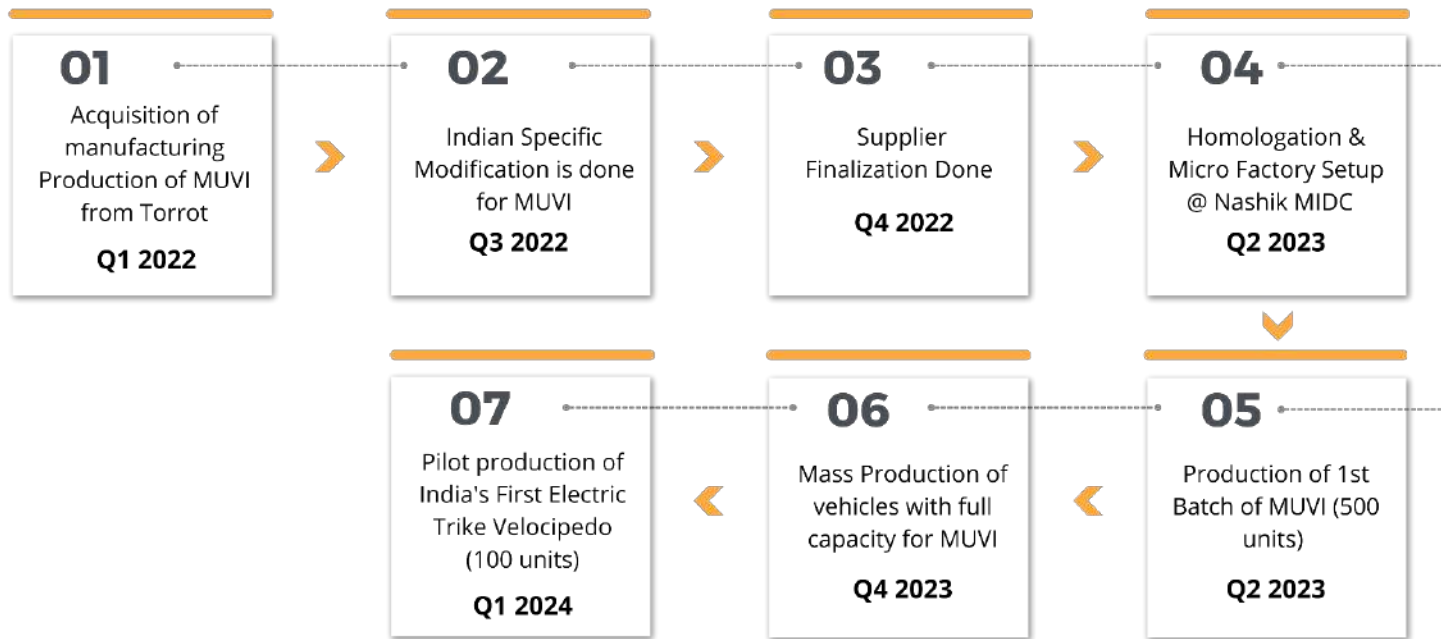 01
Acquisition of
manufacturing
Production of MUVI
from Torrot
Q1 2022
02
Indian Specific
Modification is done
for MUVI
Q3 2022
03
Supplier
Finalization Done
Q4 2022
04
Homologation &
Micro Factory Setup
@ Nashik MIDC
Q2 2023
05
Production of 1st
Batch of MUVI (500
units)
Q2 2023
06
Mass Production of
vehicles with full
capacity for MUVI
Q4 2023
07
Pilot production of
India's First Electric
Trike Velocipedo
(100 units)
Q1 2024